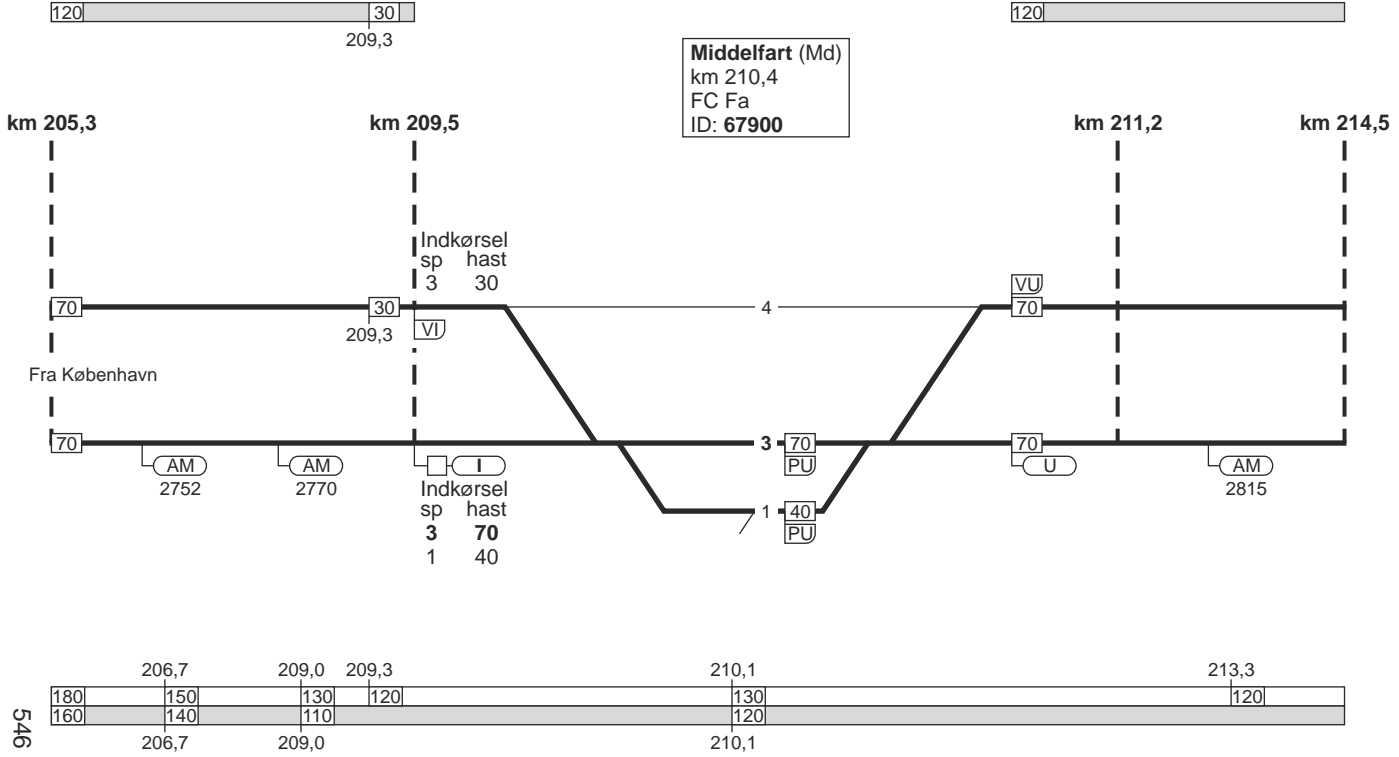 120 30 120
209,3
Middelfart (Md)
km 210,4
FC Fa
ID: 67900
km 205,3 km 209,5 km 211,2 km 214,5
Indkørsel
sp hast
3 30
VU
70 30 4 70
209,3 VI
Fra København
70 3 70 70
AM AM I PU U AM
2752 2770 2815
Indkørsel
sp hast
3 70
1 40
1 40
PU
206,7 209,0 209,3 210,1 213,3
180 150 130 120 130 120
160 140 110 120
206,7 209,0 210,1
546